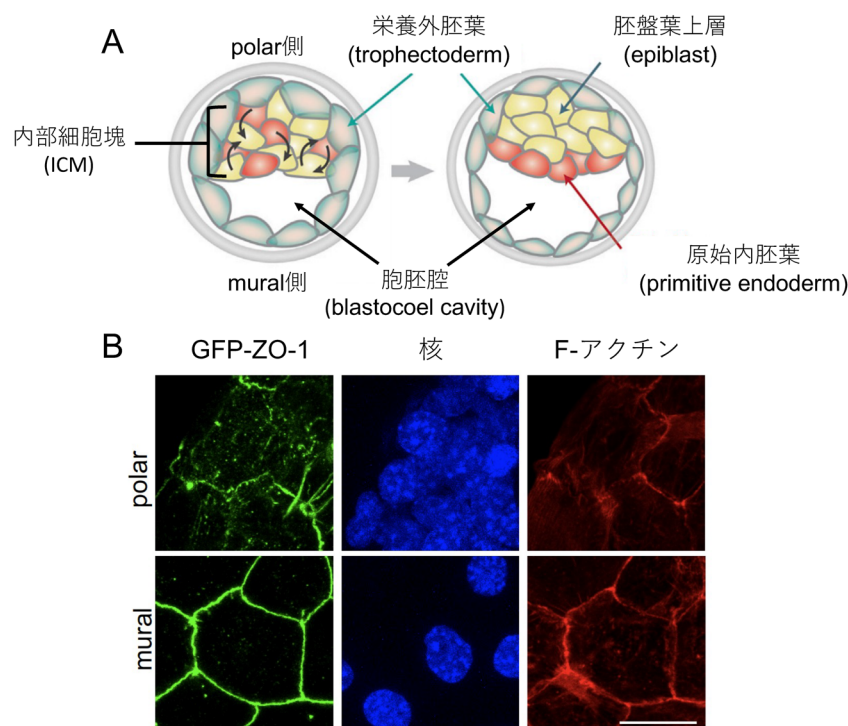 A
polar側
栄養外胚葉
(trophectoderm)
胚盤葉上層
(epiblast)
内部細胞塊
(ICM)
mural側
胞胚腔
(blastocoel cavity)
原始内胚葉
(primitive endoderm)
B
GFP-ZO-1
核
F-アクチン
polar
mural